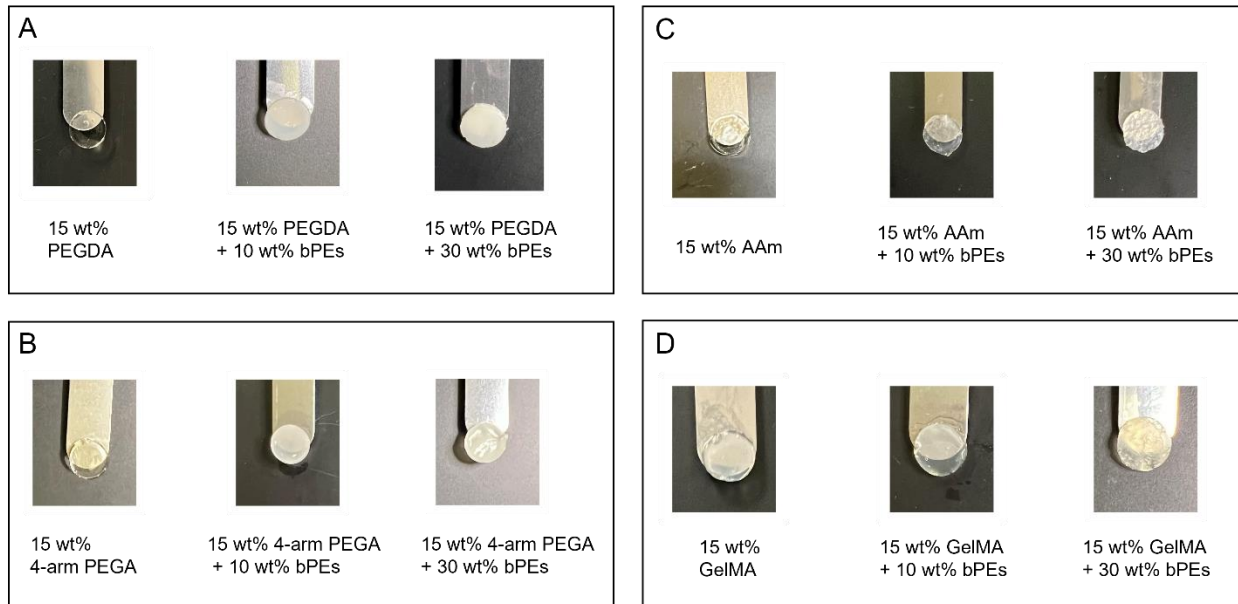 A
15 wt%
PEGDA
15 wt% PEGDA
+ 10 wt% bPEs
15 wt% PEGDA
+ 30 wt% bPEs
B
15 wt%
4-arm PEGA
15 wt% 4-arm PEGA
+ 10 wt% bPEs
15 wt% 4-arm PEGA
+ 30 wt% bPEs
C
15 wt% AAm
15 wt% AAm
+ 10 wt% bPEs
15 wt% AAm
+ 30 wt% bPEs
D
15 wt%
GelMA
15 wt% GelMA
+ 10 wt% bPEs
15 wt% GelMA
+ 30 wt% bPEs